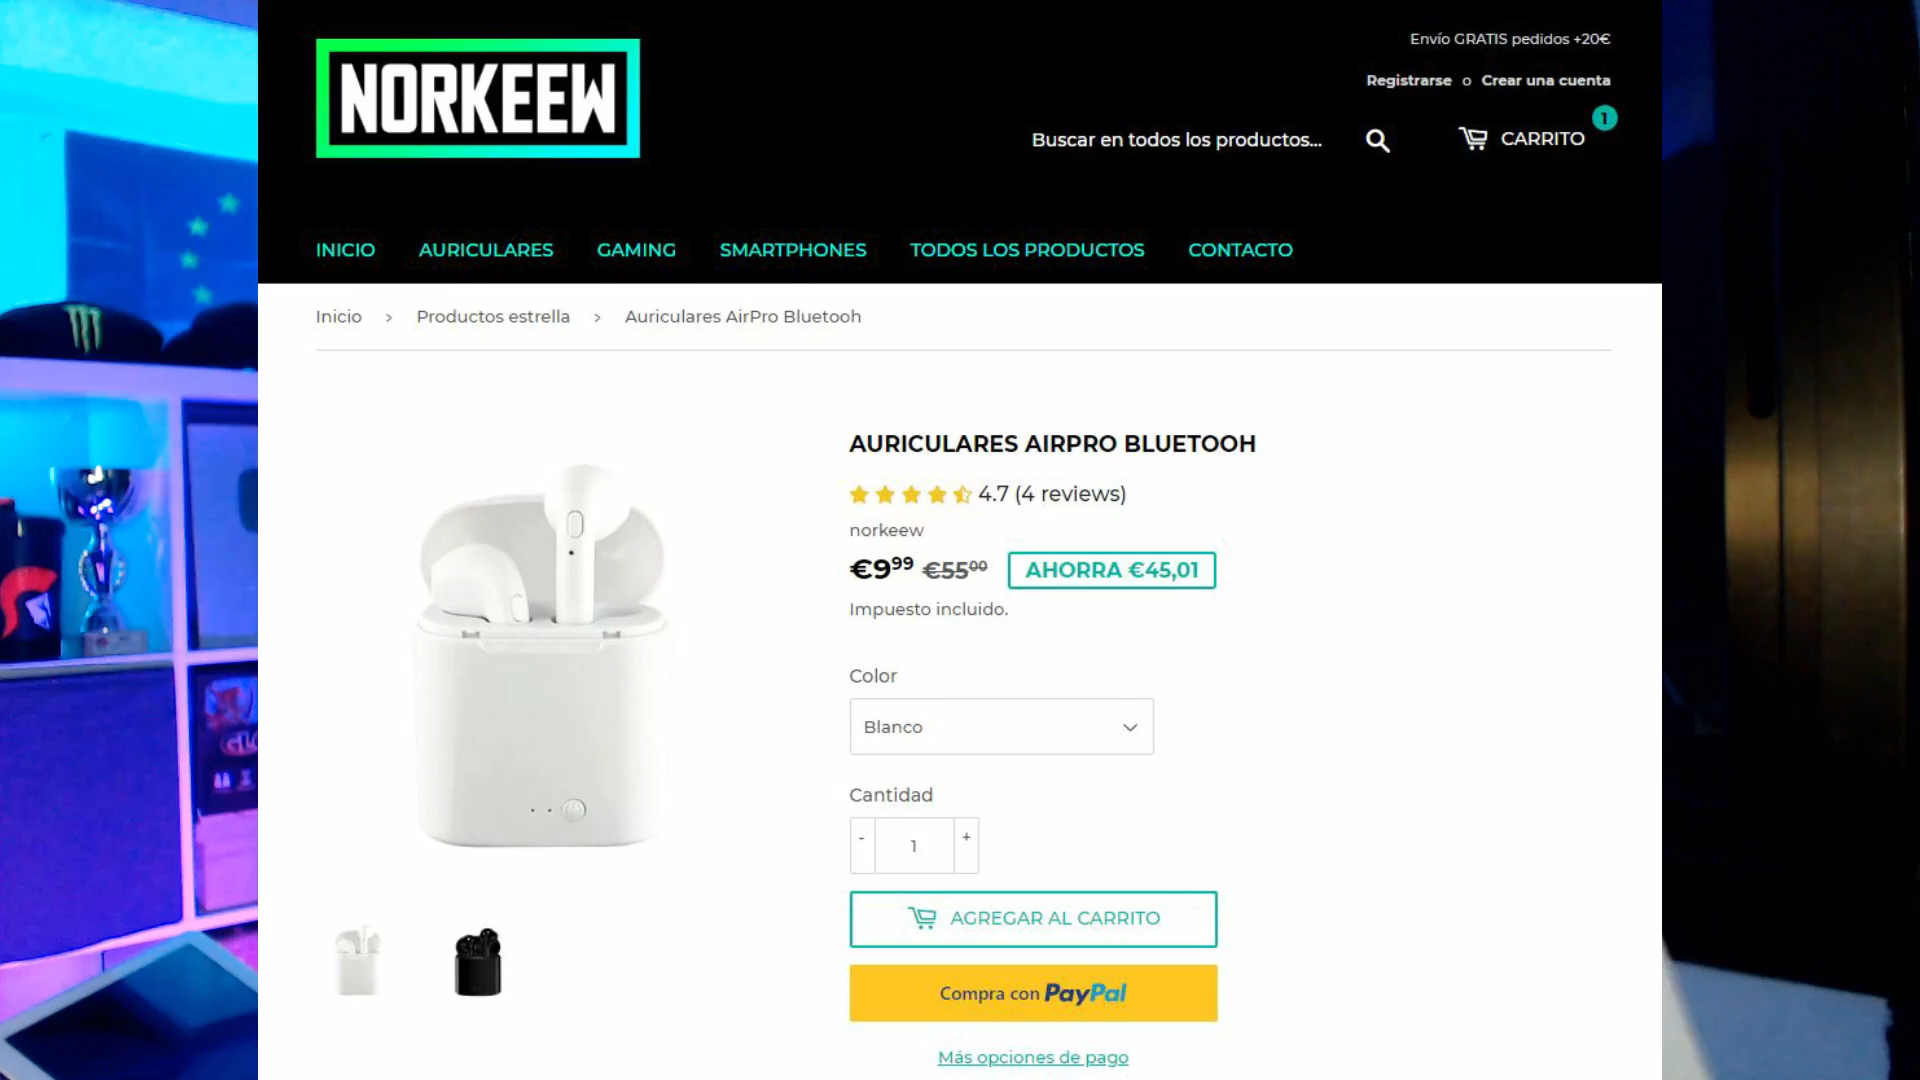 NORKEEW
Envío GRATIS pedidos +20€
Registrarse o Crear una cuenta
Buscar en todos los productos...
CARRITO
1
INICIO AURICULARES GAMING SMARTPHONES TODOS LOS PRODUCTOS CONTACTO
Inicio > Productos estrella > Auriculares AirPro Bluetooh
AURICULARES AIRPRO BLUETOOH
4.7 (4 reviews)
norkeew
€9⁹⁹ €55⁰⁰ AHORRA €45,01
Impuesto incluido.
Color
Blanco
Cantidad
- 1 +
AGREGAR AL CARRITO
Compra con PayPal
Más opciones de pago